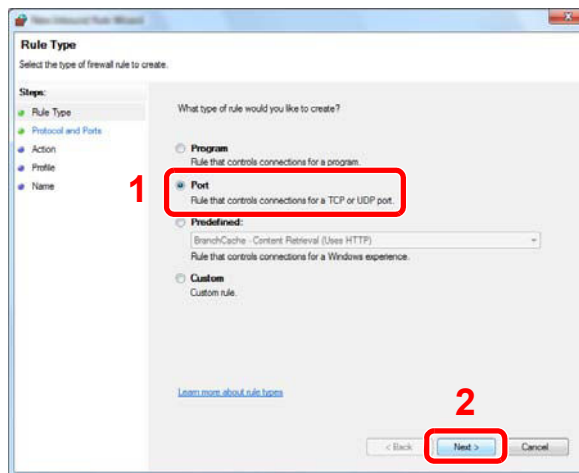 New Inbound Rule Wizard
Rule Type
Select the type of firewall rule to create.
Steps:
Rule Type
Protocol and Ports
Action
Profile
Name
What type of rule would you like to create?
Program
Rule that controls connections for a program.
1
Port
Rule that controls connections for a TCP or UDP port.
Predefined:
BranchCache - Content Retrieval (Uses HTTP)
Rule that controls connections for a Windows experience.
Custom
Custom rule.
Learn more about rule types
2
< Back Next > Cancel